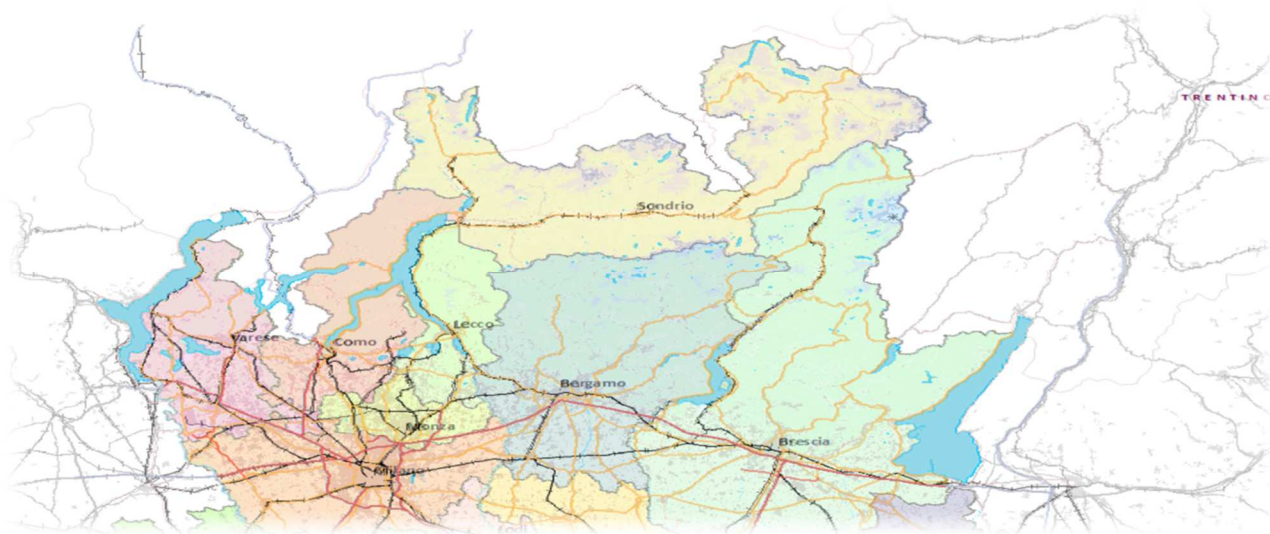 TRENTINO
Sondrio
Lecco
Varese
Como
Bergamo
Monza
Brescia
Milano